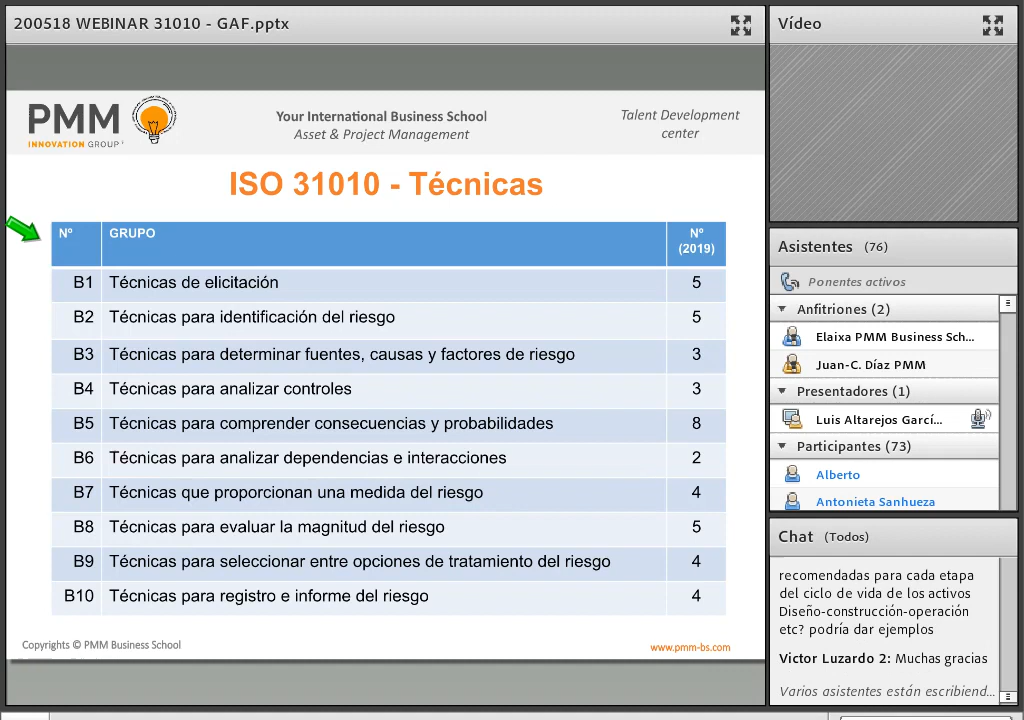 200518 WEBINAR 31010 - GAF.pptx
PMM
INNOVATION GROUP
Your International Business School
Asset & Project Management
Talent Development
center
ISO 31010 - Técnicas
Nº GRUPO Nº
(2019)
B1 Técnicas de elicitación 5
B2 Técnicas para identificación del riesgo 5
B3 Técnicas para determinar fuentes, causas y factores de riesgo 3
B4 Técnicas para analizar controles 3
B5 Técnicas para comprender consecuencias y probabilidades 8
B6 Técnicas para analizar dependencias e interacciones 2
B7 Técnicas que proporcionan una medida del riesgo 4
B8 Técnicas para evaluar la magnitud del riesgo 5
B9 Técnicas para seleccionar entre opciones de tratamiento del riesgo 4
B10 Técnicas para registro e informe del riesgo 4
Copyrights © PMM Business School
www.pmm-bs.com
Vídeo
Asistentes (76)
Ponentes activos
Anfitriones (2)
Elaixa PMM Business Sch...
Juan-C. Díaz PMM
Presentadores (1)
Luis Altarejos Garcí...
Participantes (73)
Alberto
Antonieta Sanhueza
Chat (Todos)
recomendadas para cada etapa
del ciclo de vida de los activos
Diseño-construcción-operación
etc? podría dar ejemplos
Victor Luzardo 2: Muchas gracias
Varios asistentes están escribiend...